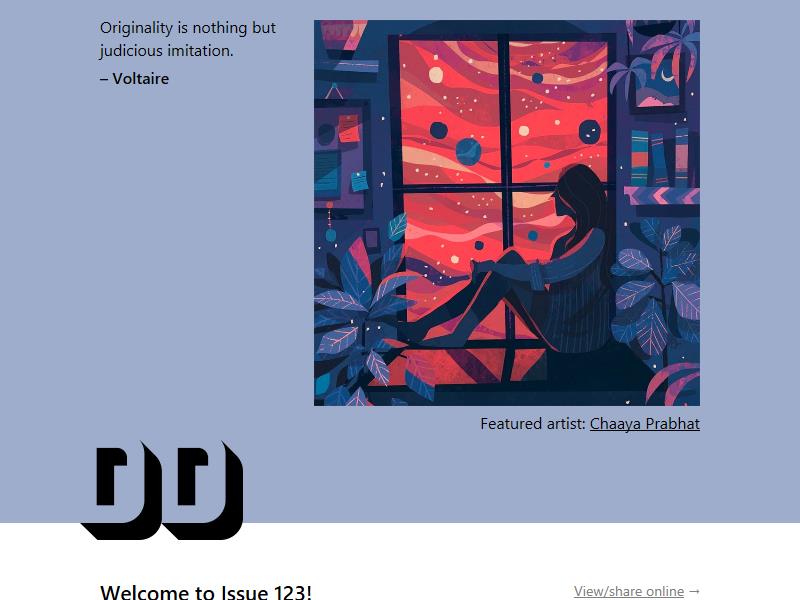 Originality is nothing but
judicious imitation.
– Voltaire
Featured artist: Chaaya Prabhat
DD
Welcome to Issue 123!
View/share online →